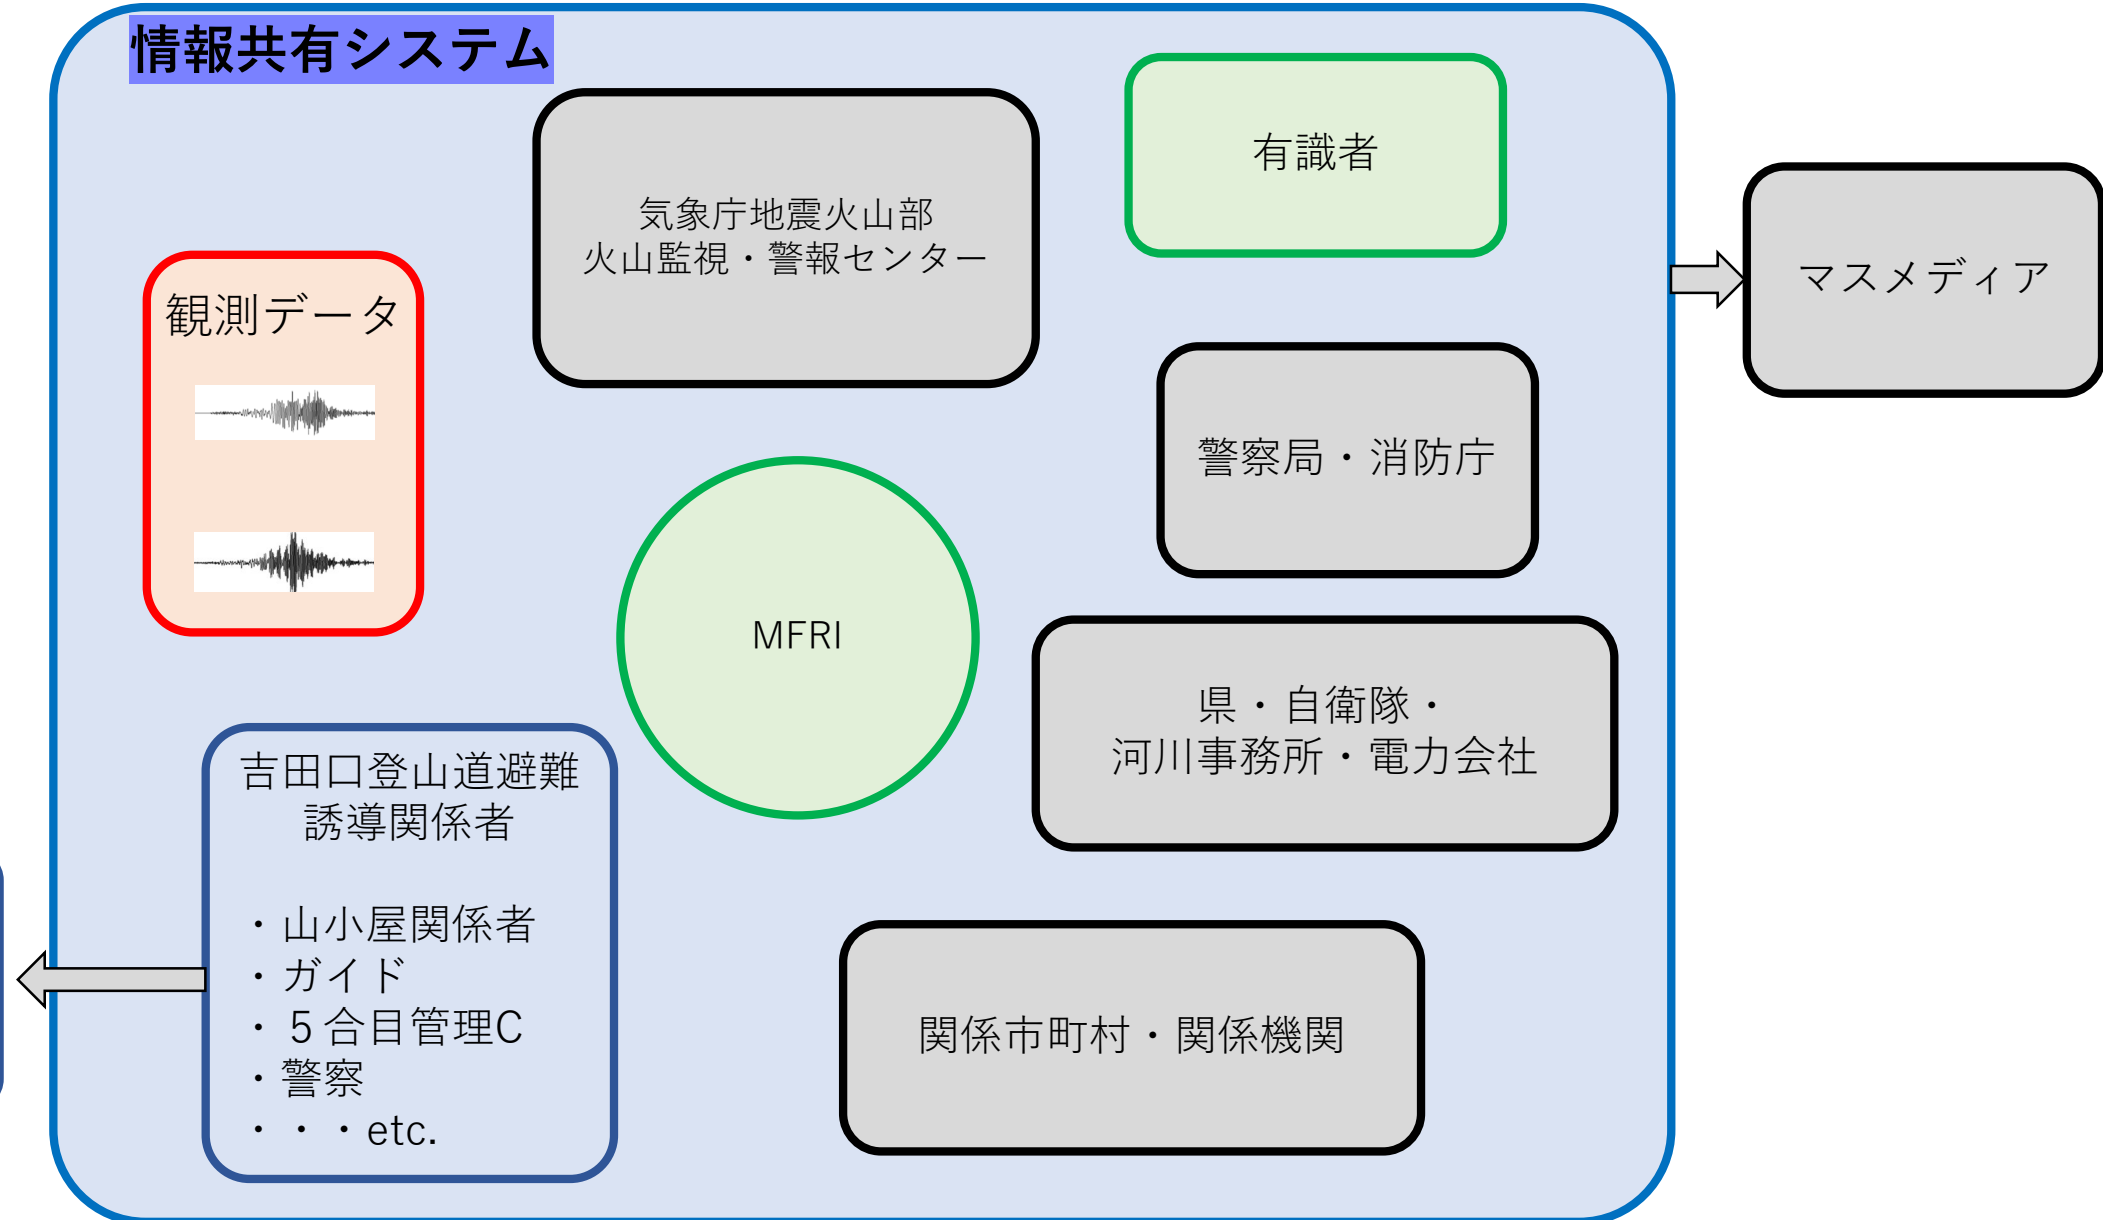 情報共有システム
有識者
気象庁地震火山部
火山監視・警報センター
マスメディア
観測データ
警察局・消防庁
MFRI
県・自衛隊・
河川事務所・電力会社
吉田口登山道避難
誘導関係者
・山小屋関係者
・ガイド
・５合目管理C
・警察
・・・etc.
関係市町村・関係機関